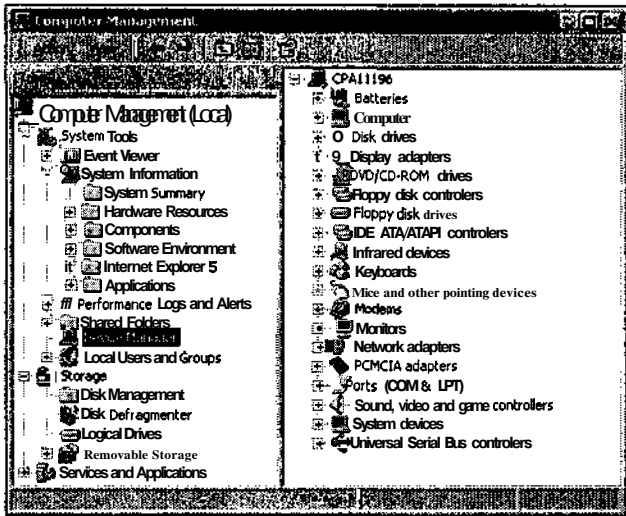 Computer Management
Computer Management (Local)
System Tools
Event Viewer
System Information
System Summary
Hardware Resources
Components
Software Environment
Internet Explorer 5
Applications
Performance Logs and Alerts
Shared Folders
Local Users and Groups
Storage
Disk Management
Disk Defragmenter
Logical Drives
Removable Storage
Services and Applications
CPA11196
Batteries
Computer
Disk drives
Display adapters
DVD/CD-ROM drives
Floppy disk controlers
Floppy disk drives
IDE ATA/ATAPI controlers
Infrared devices
Keyboards
Mice and other pointing devices
Modems
Monitors
Network adapters
PCMCIA adapters
Ports (COM & LPT)
Sound, video and game controllers
System devices
Universal Serial Bus controlers